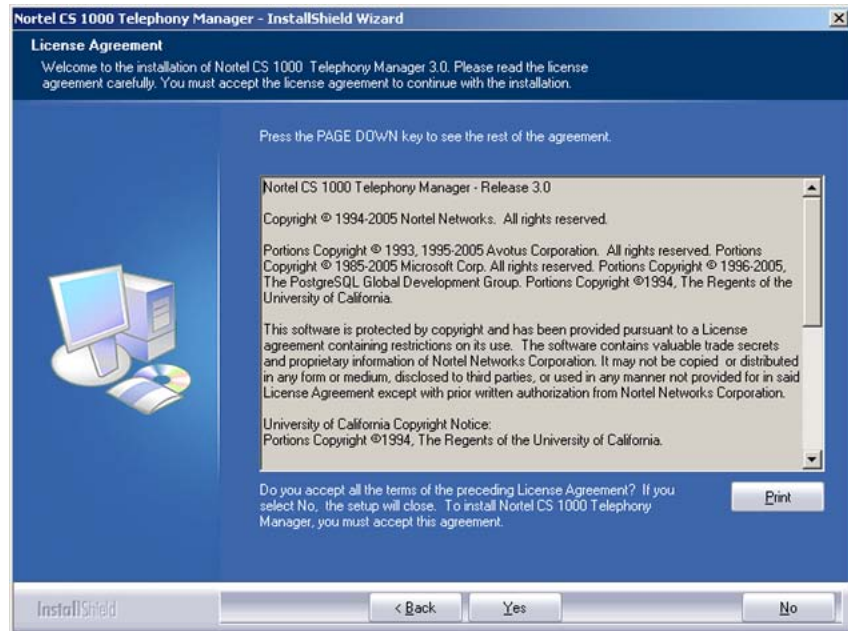 Nortel CS 1000 Telephony Manager - InstallShield Wizard
License Agreement
Welcome to the installation of Nortel CS 1000 Telephony Manager 3.0. Please read the license
agreement carefully. You must accept the license agreement to continue with the installation.
Press the PAGE DOWN key to see the rest of the agreement.
Nortel CS 1000 Telephony Manager - Release 3.0
Copyright © 1994-2005 Nortel Networks. All rights reserved.
Portions Copyright © 1993, 1995-2005 Avotus Corporation. All rights reserved. Portions
Copyright © 1985-2005 Microsoft Corp. All rights reserved. Portions Copyright © 1996-2005,
The PostgreSQL Global Development Group. Portions Copyright ©1994, The Regents of the
University of California.
This software is protected by copyright and has been provided pursuant to a License
agreement containing restrictions on its use. The software contains valuable trade secrets
and proprietary information of Nortel Networks Corporation. It may not be copied or distributed
in any form or medium, disclosed to third parties, or used in any manner not provided for in said
License Agreement except with prior written authorization from Nortel Networks Corporation.
University of California Copyright Notice:
Portions Copyright ©1994, The Regents of the University of California.
Do you accept all the terms of the preceding License Agreement? If you
select No, the setup will close. To install Nortel CS 1000 Telephony
Manager, you must accept this agreement.
Print
InstallShield
< Back
Yes
No